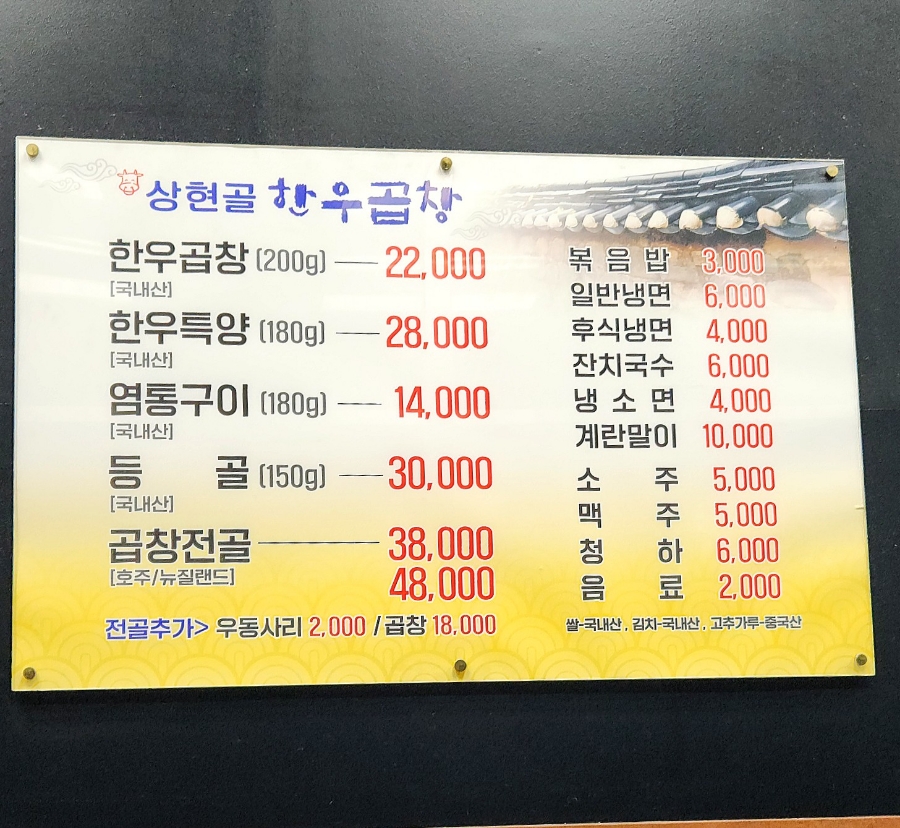 상현골 한우곱창
한우곱창 (200g) 22,000
[국내산]
한우특양 (180g) 28,000
[국내산]
염통구이 (180g) 14,000
[국내산]
등 골 (150g) 30,000
[국내산]
곱창전골 38,000
[호주/뉴질랜드] 48,000
전골추가> 우동사리 2,000 / 곱창 18,000
볶음밥 3,000
일반냉면 6,000
후식냉면 4,000
잔치국수 6,000
냉소면 4,000
계란말이 10,000
소 주 5,000
맥 주 5,000
청 하 6,000
음 료 2,000
쌀-국내산, 김치-국내산, 고추가루-중국산